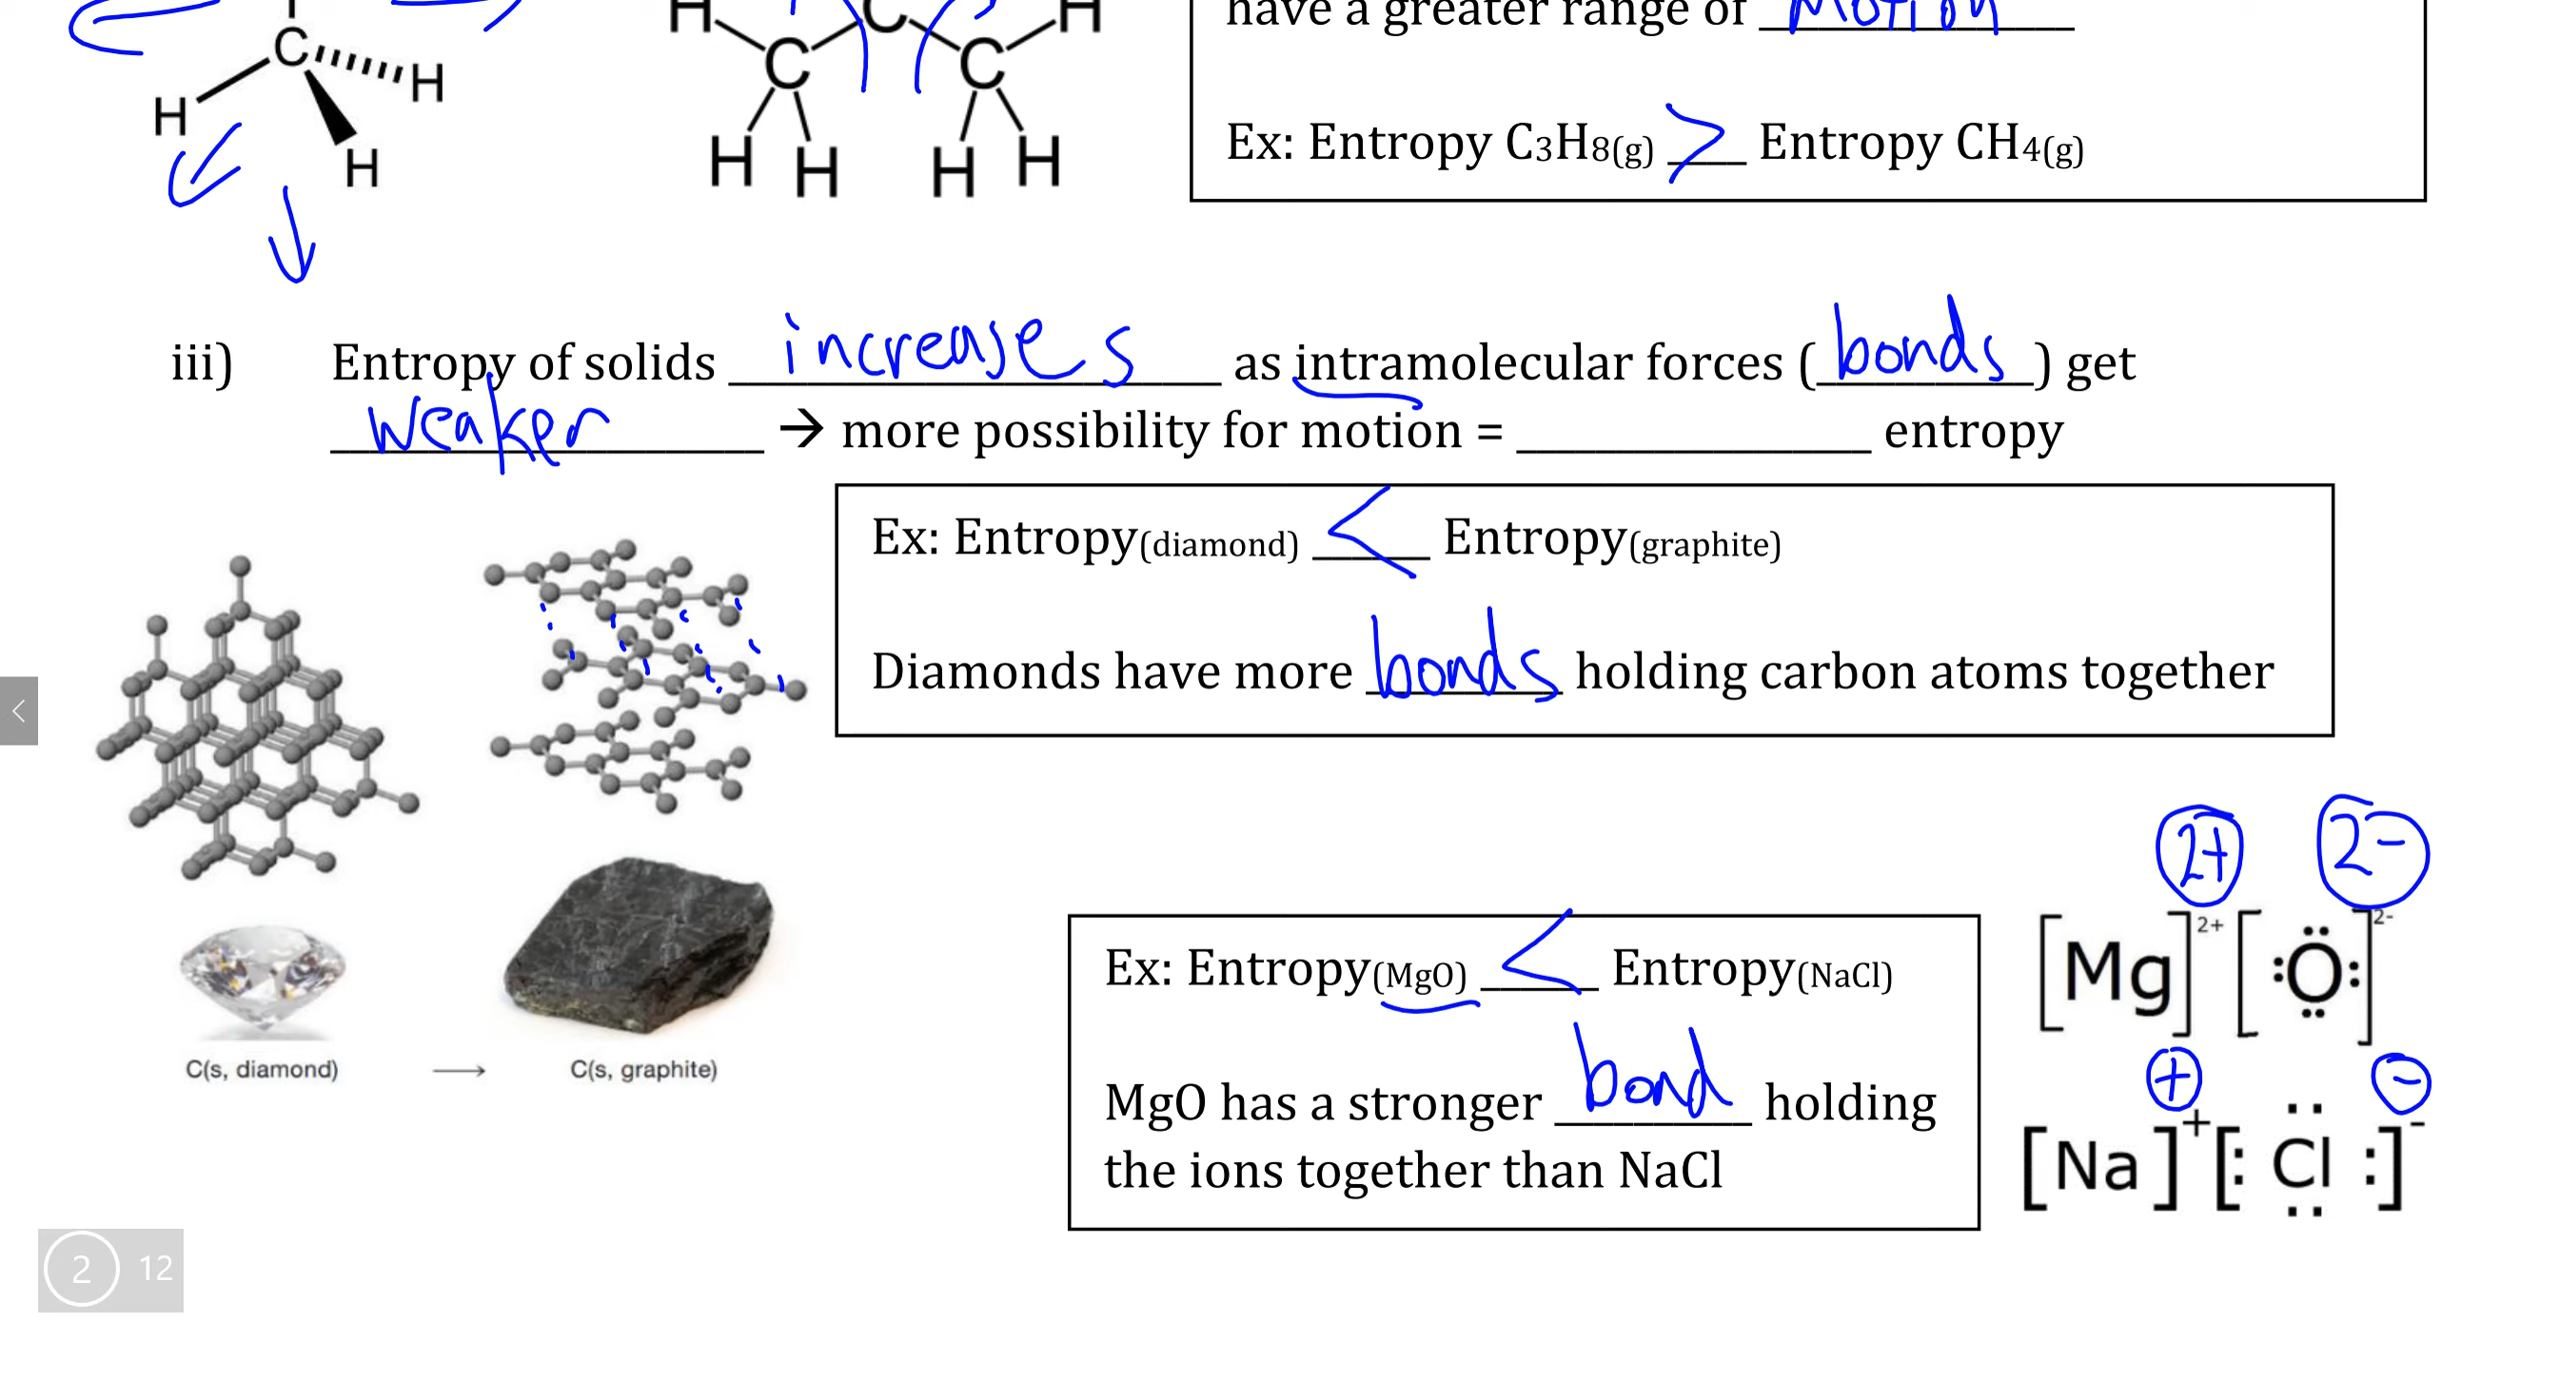 C H
H C C H H
H
H H H H
have a greater range of motion
Ex: Entropy C3H8(g) > Entropy CH4(g)
iii) Entropy of solids increases as intramolecular forces (bonds) get
weaker → more possibility for motion = ________ entropy
Ex: Entropy(diamond) < Entropy(graphite)
Diamonds have more bonds holding carbon atoms together
C(s, diamond) → C(s, graphite)
Ex: Entropy(MgO) < Entropy(NaCl)
MgO has a stronger bond holding
the ions together than NaCl
2+ 2-
[Mg]2+ [:Ö:]2-
+ -
[Na]+ [: Cl :]-
2 12